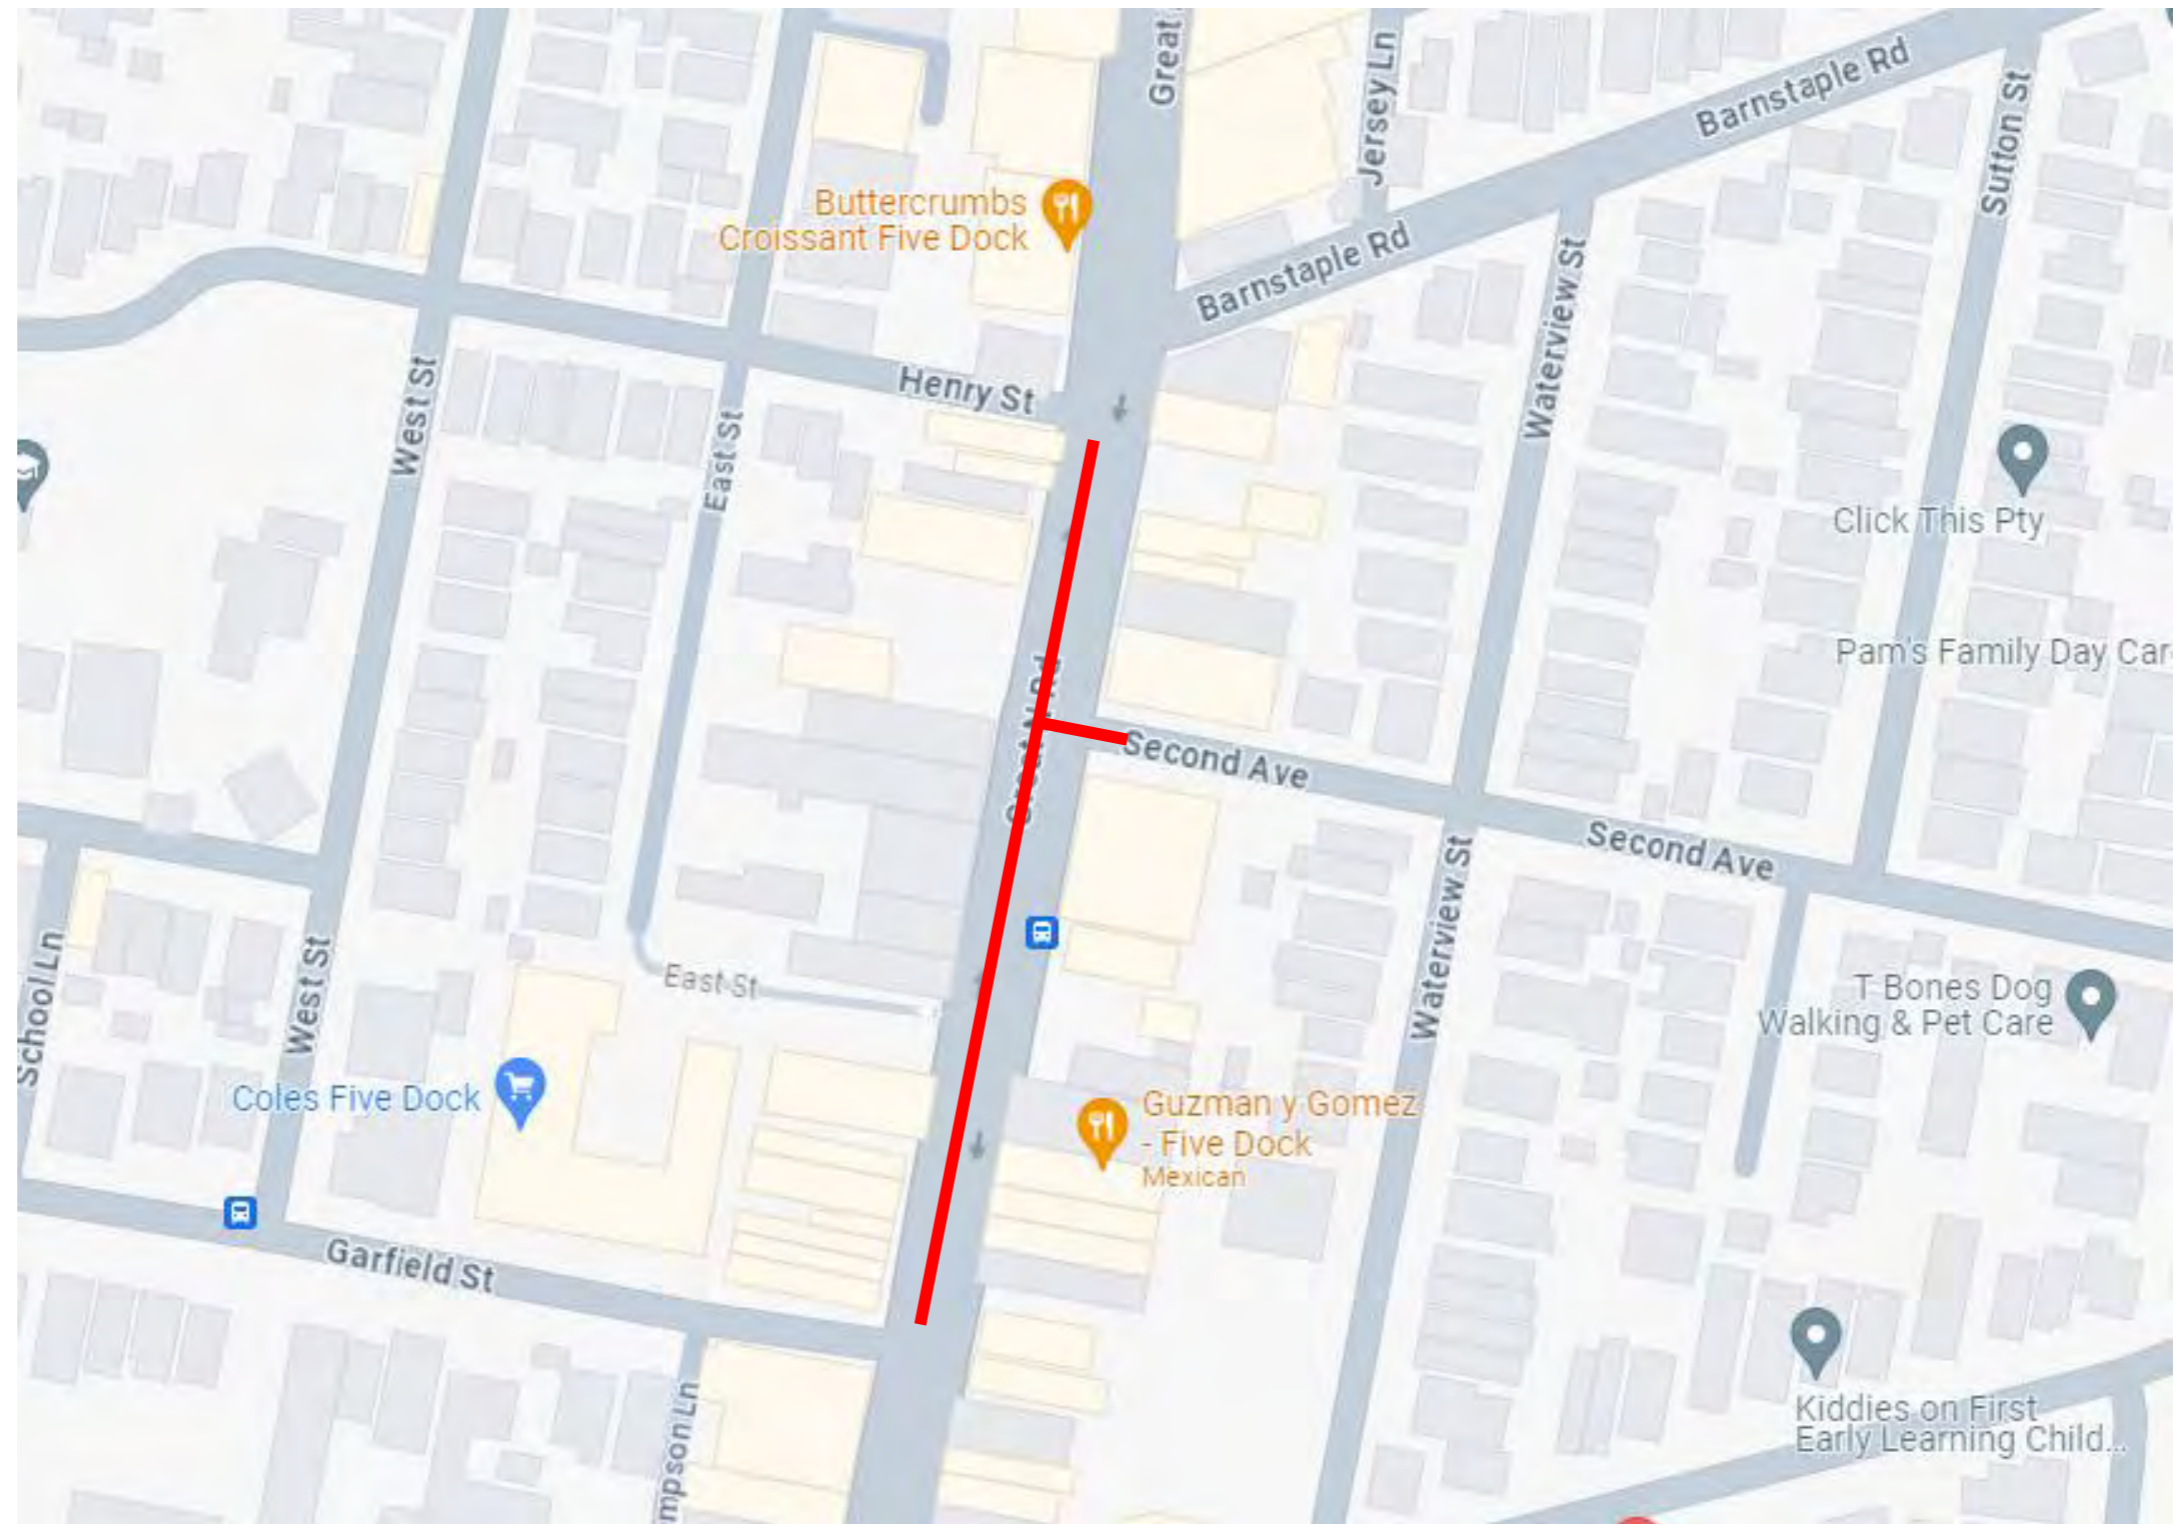 Great
Jersey Ln
Barnstaple Rd
Sutton St
Buttercrumbs
Croissant Five Dock
Barnstaple Rd
Waterview St
West St
Henry St
East St
Click This Pty
Pam's Family Day Car
Second Ave
Second Ave
Waterview St
School Ln
West St
East St
T Bones Dog
Walking & Pet Care
Coles Five Dock
Guzman y Gomez
- Five Dock
Mexican
Garfield St
mpson Ln
Kiddies on First
Early Learning Child...